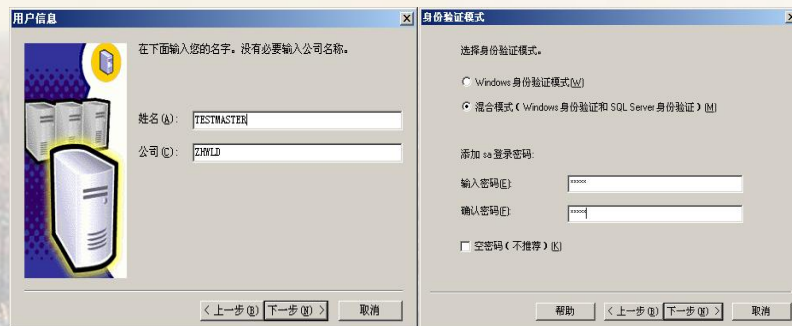 用户信息
在下面输入您的名字。没有必要输入公司名称。
姓名(A): TESTMASTER
公司(C): ZHWLD
<上一步(B) 下一步(N) > 取消
身份验证模式
选择身份验证模式。
Windows 身份验证模式[W]
混合模式(Windows 身份验证和 SQL Server 身份验证)[M]
添加 sa 登录密码:
输入密码(E): *****
确认密码(F): *****
空密码(不推荐)[K]
帮助 <上一步(B) 下一步(N) > 取消